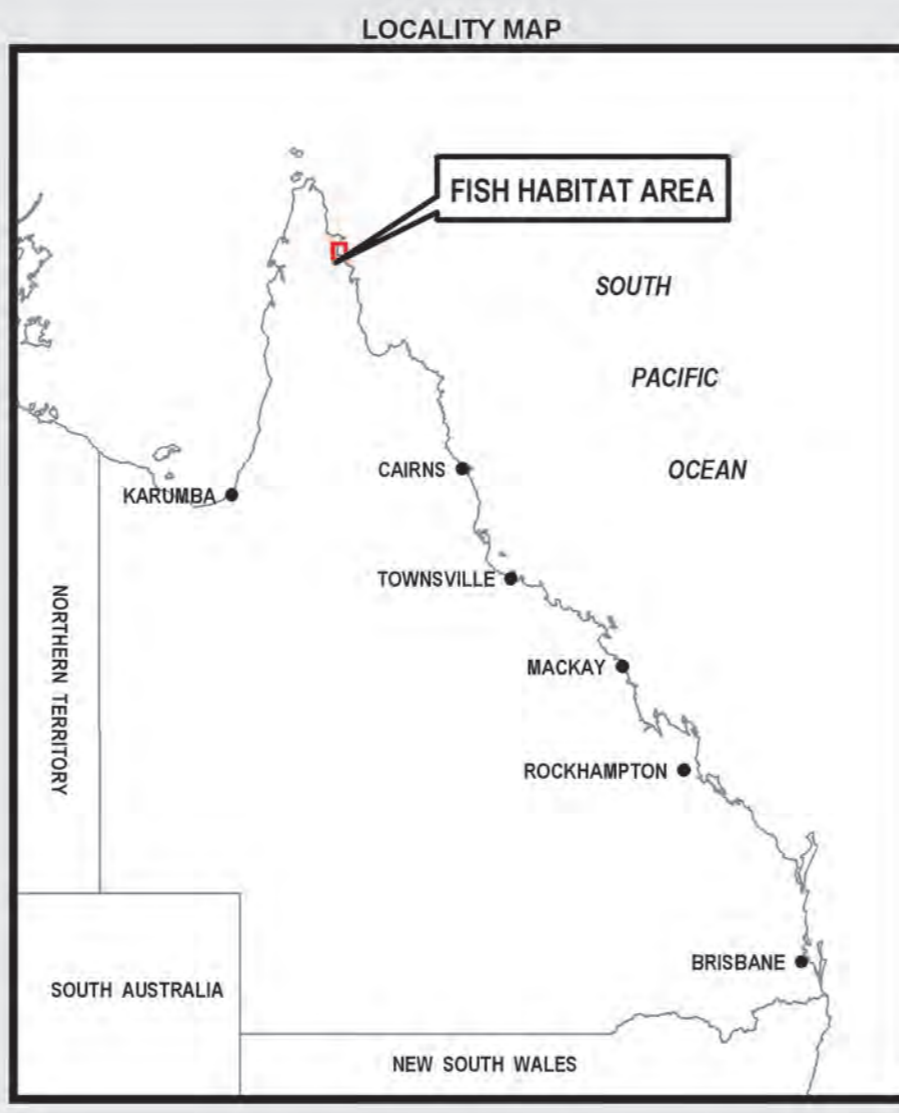 LOCALITY MAP
FISH HABITAT AREA
SOUTH
PACIFIC
OCEAN
CAIRNS
KARUMBA
TOWNSVILLE
NORTHERN TERRITORY
MACKAY
ROCKHAMPTON
BRISBANE
SOUTH AUSTRALIA
NEW SOUTH WALES